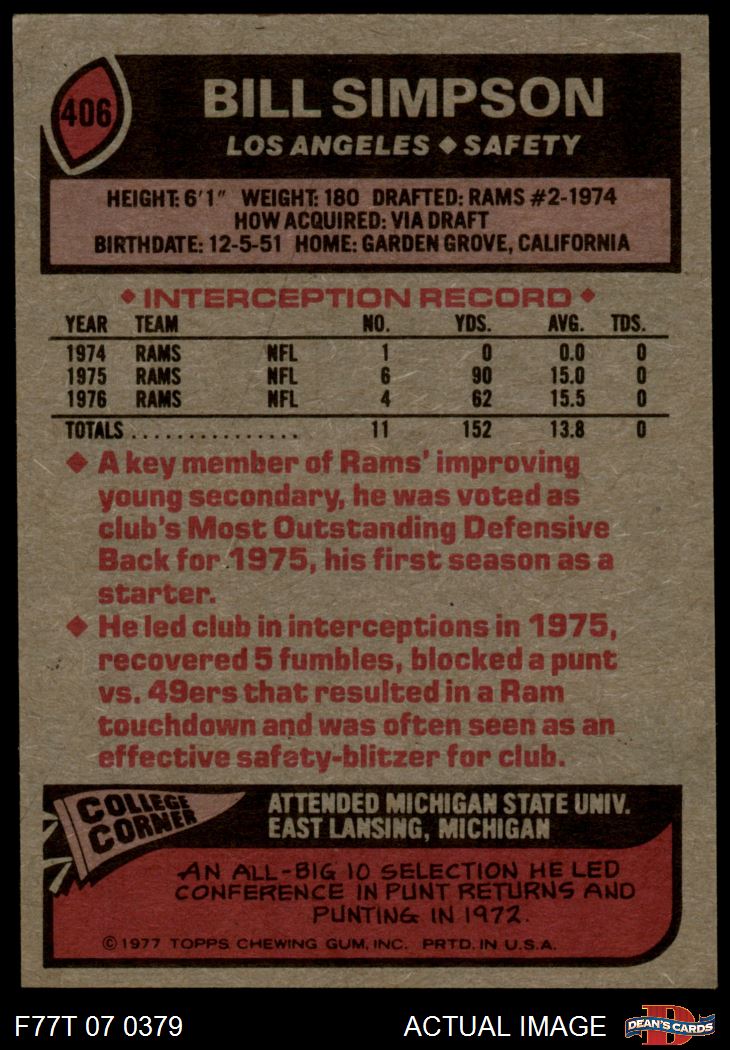 406
BILL SIMPSON
LOS ANGELES ◆ SAFETY
HEIGHT: 6'1" WEIGHT: 180 DRAFTED: RAMS #2-1974
HOW ACQUIRED: VIA DRAFT
BIRTHDATE: 12-5-51 HOME: GARDEN GROVE, CALIFORNIA
◆ INTERCEPTION RECORD ◆
YEAR TEAM NO. YDS. AVG. TDS.
1974 RAMS NFL 1 0 0.0 0
1975 RAMS NFL 6 90 15.0 0
1976 RAMS NFL 4 62 15.5 0
TOTALS ................ 11 152 13.8 0
◆ A key member of Rams' improving
young secondary, he was voted as
club's Most Outstanding Defensive
Back for 1975, his first season as a
starter.
◆ He led club in interceptions in 1975,
recovered 5 fumbles, blocked a punt
vs. 49ers that resulted in a Ram
touchdown and was often seen as an
effective safety-blitzer for club.
COLLEGE
CORNER
ATTENDED MICHIGAN STATE UNIV.
EAST LANSING, MICHIGAN
AN ALL-BIG 10 SELECTION HE LED
CONFERENCE IN PUNT RETURNS AND
PUNTING IN 1972.
©1977 TOPPS CHEWING GUM, INC. PRTD. IN U.S.A.
F77T 07 0379
ACTUAL IMAGE
D
DEAN'S CARDS